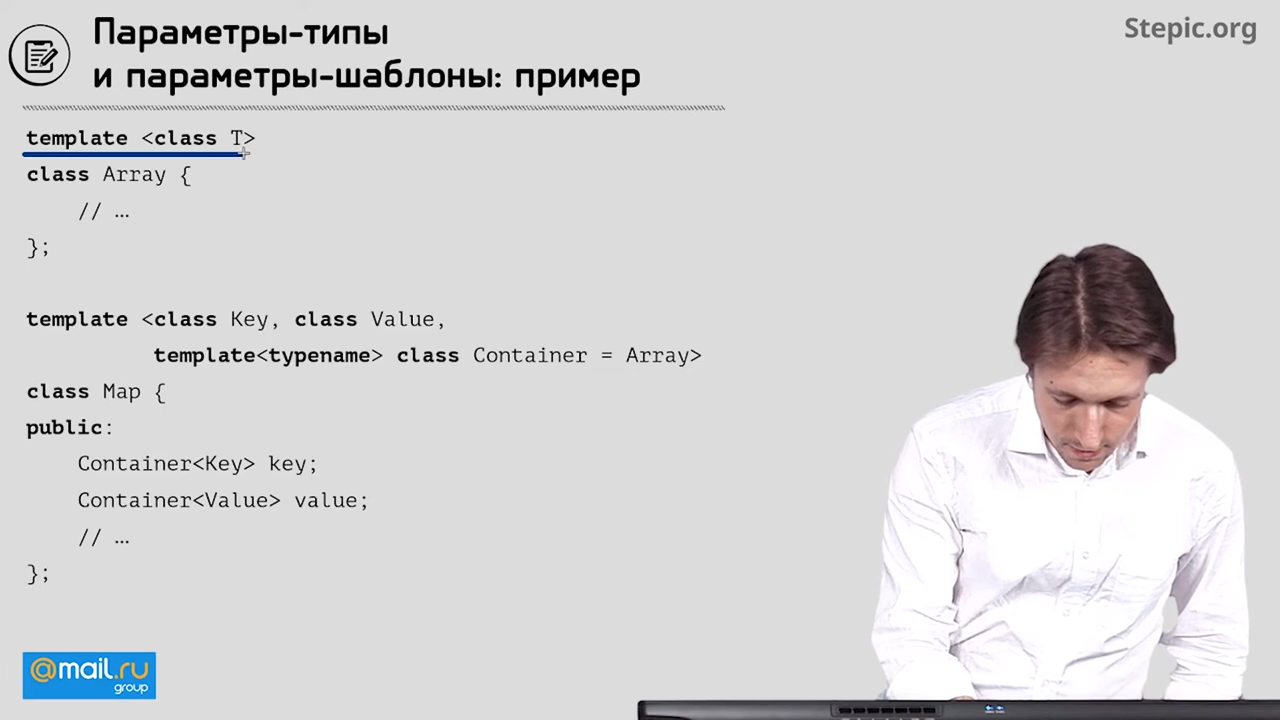 Параметры-типы
и параметры-шаблоны: пример
Stepic.org
template <class T>
class Array {
// …
};
template <class Key, class Value,
template<typename> class Container = Array>
class Map {
public:
Container<Key> key;
Container<Value> value;
// …
};
@mail.ru
group